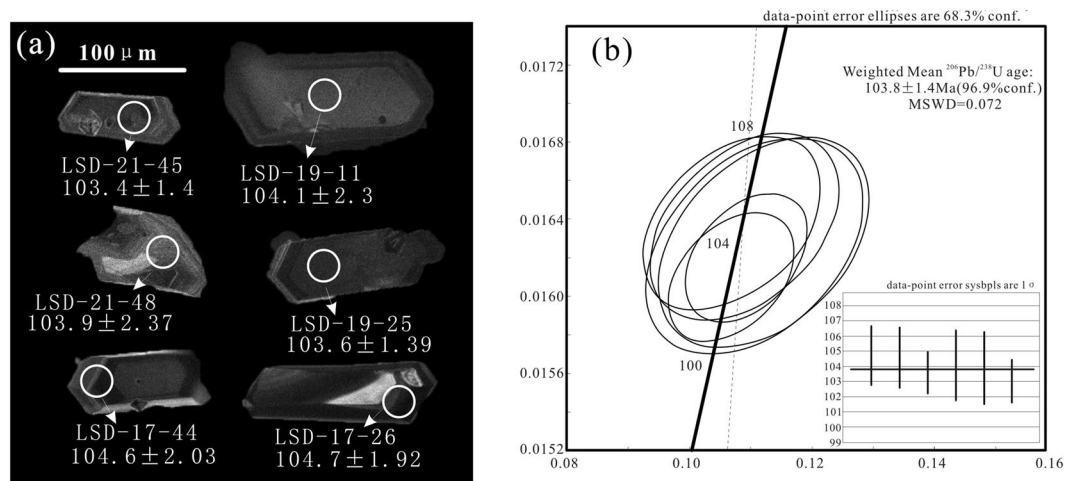 (a)
100 μm
LSD-21-45
103.4±1.4
LSD-19-11
104.1±2.3
LSD-21-48
103.9±2.37
LSD-19-25
103.6±1.39
LSD-17-44
104.6±2.03
LSD-17-26
104.7±1.92
data-point error ellipses are 68.3% conf.
(b)
Weighted Mean ²⁰⁶Pb/²³⁸U age:
103.8±1.4Ma(96.9%conf.)
MSWD=0.072
0.0172
0.0168
0.0164
0.0160
0.0156
0.0152
108
104
100
data-point error sysbpls are 1 σ
108
107
106
105
104
103
102
101
100
99
0.08
0.10
0.12
0.14
0.16